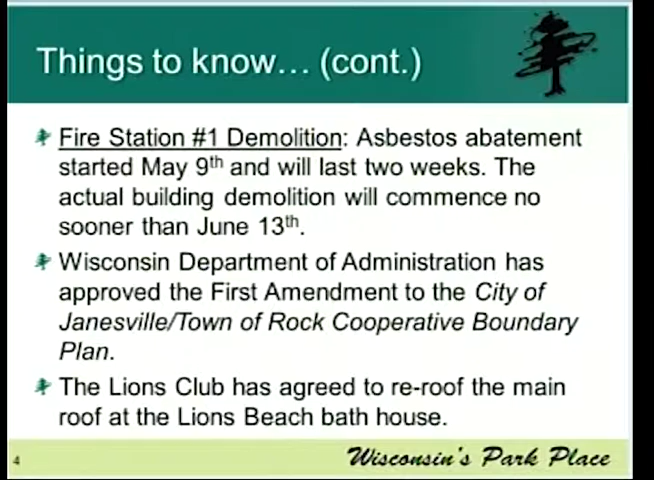 Things to know… (cont.)
Fire Station #1 Demolition: Asbestos abatement
started May 9th and will last two weeks. The
actual building demolition will commence no
sooner than June 13th.
Wisconsin Department of Administration has
approved the First Amendment to the City of
Janesville/Town of Rock Cooperative Boundary
Plan.
The Lions Club has agreed to re-roof the main
roof at the Lions Beach bath house.
4
Wisconsin's Park Place